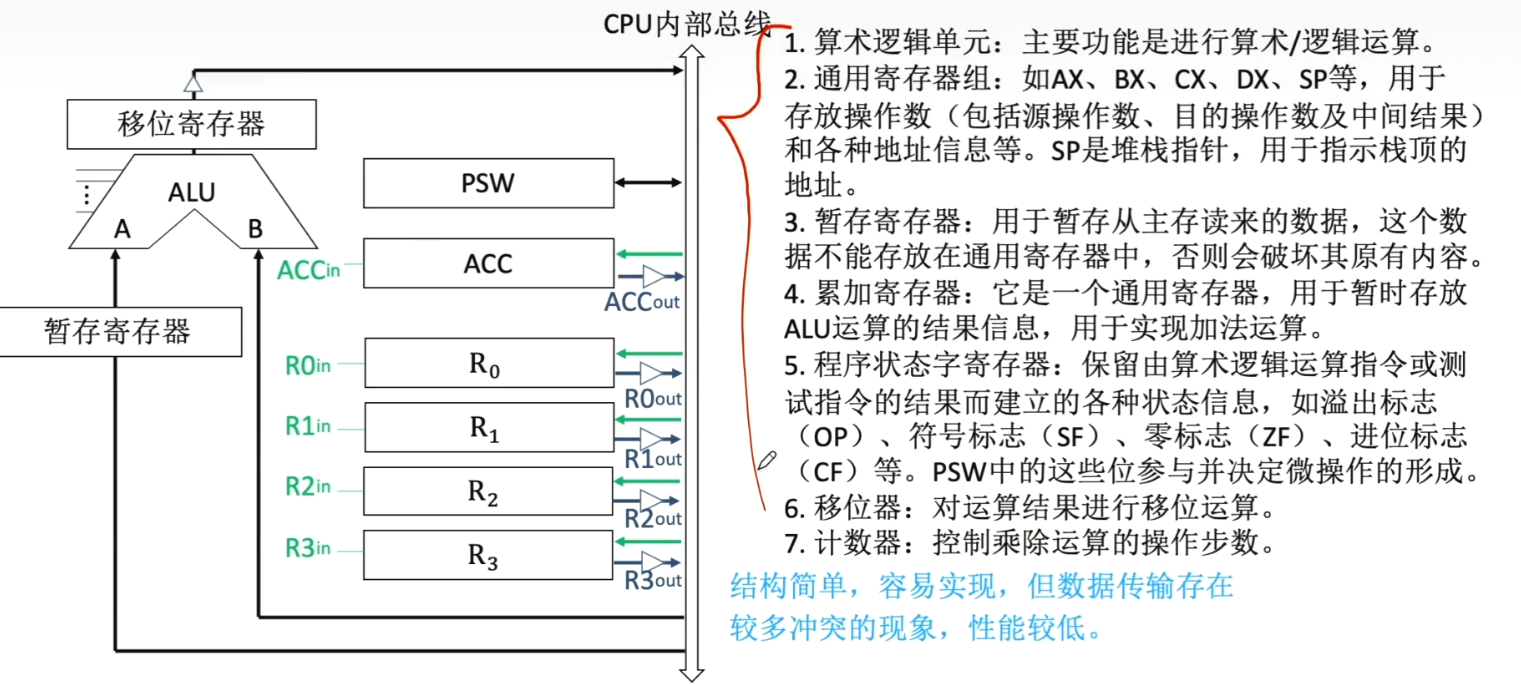 CPU内部总线
移位寄存器
ALU
A
B
暂存寄存器
PSW
ACCin
ACC
ACCout
R0in
R0
R0out
R1in
R1
R1out
R2in
R2
R2out
R3in
R3
R3out
1. 算术逻辑单元：主要功能是进行算术/逻辑运算。
2. 通用寄存器组：如AX、BX、CX、DX、SP等，用于
存放操作数（包括源操作数、目的操作数及中间结果）
和各种地址信息等。SP是堆栈指针，用于指示栈顶的
地址。
3. 暂存寄存器：用于暂存从主存读来的数据，这个数
据不能存放在通用寄存器中，否则会破坏其原有内容。
4. 累加寄存器：它是一个通用寄存器，用于暂时存放
ALU运算的结果信息，用于实现加法运算。
5. 程序状态字寄存器：保留由算术逻辑运算指令或测
试指令的结果而建立的各种状态信息，如溢出标志
（OP）、符号标志（SF）、零标志（ZF）、进位标志
（CF）等。PSW中的这些位参与并决定微操作的形成。
6. 移位器：对运算结果进行移位运算。
7. 计数器：控制乘除运算的操作步数。
结构简单，容易实现，但数据传输存在
较多冲突的现象，性能较低。